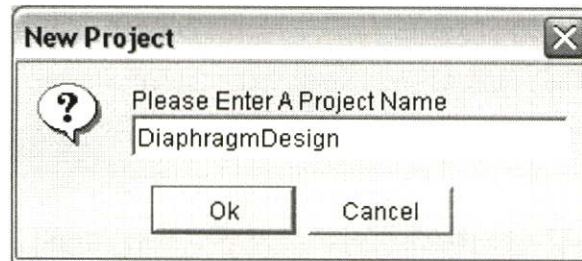 New Project
Please Enter A Project Name
DiaphragmDesign
Ok Cancel